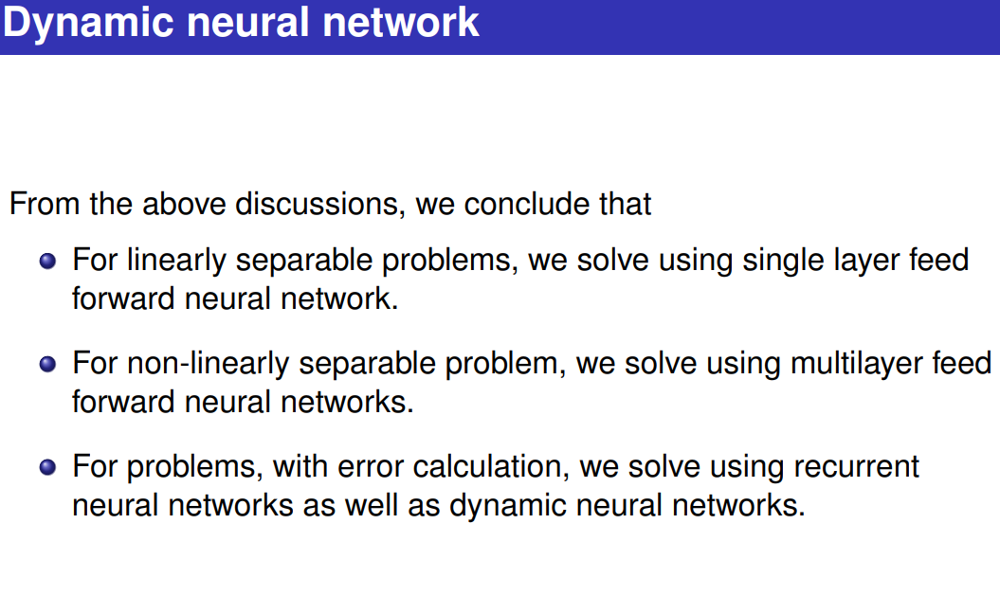 Dynamic neural network
From the above discussions, we conclude that
For linearly separable problems, we solve using single layer feed
forward neural network.
For non-linearly separable problem, we solve using multilayer feed
forward neural networks.
For problems, with error calculation, we solve using recurrent
neural networks as well as dynamic neural networks.